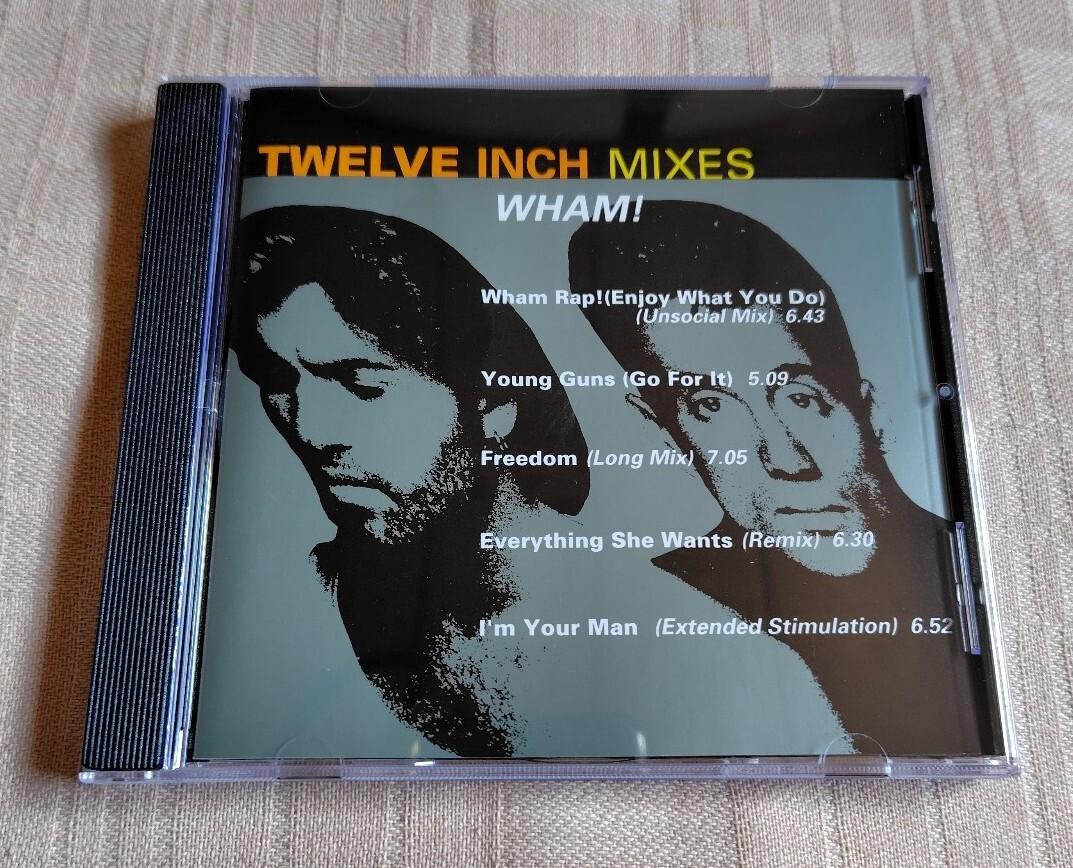 TWELVE INCH MIXES
WHAM!
Wham Rap!(Enjoy What You Do)
(Unsocial Mix) 6.43
Young Guns (Go For It) 5.09
Freedom (Long Mix) 7.05
Everything She Wants (Remix) 6.30
I'm Your Man (Extended Stimulation) 6.52